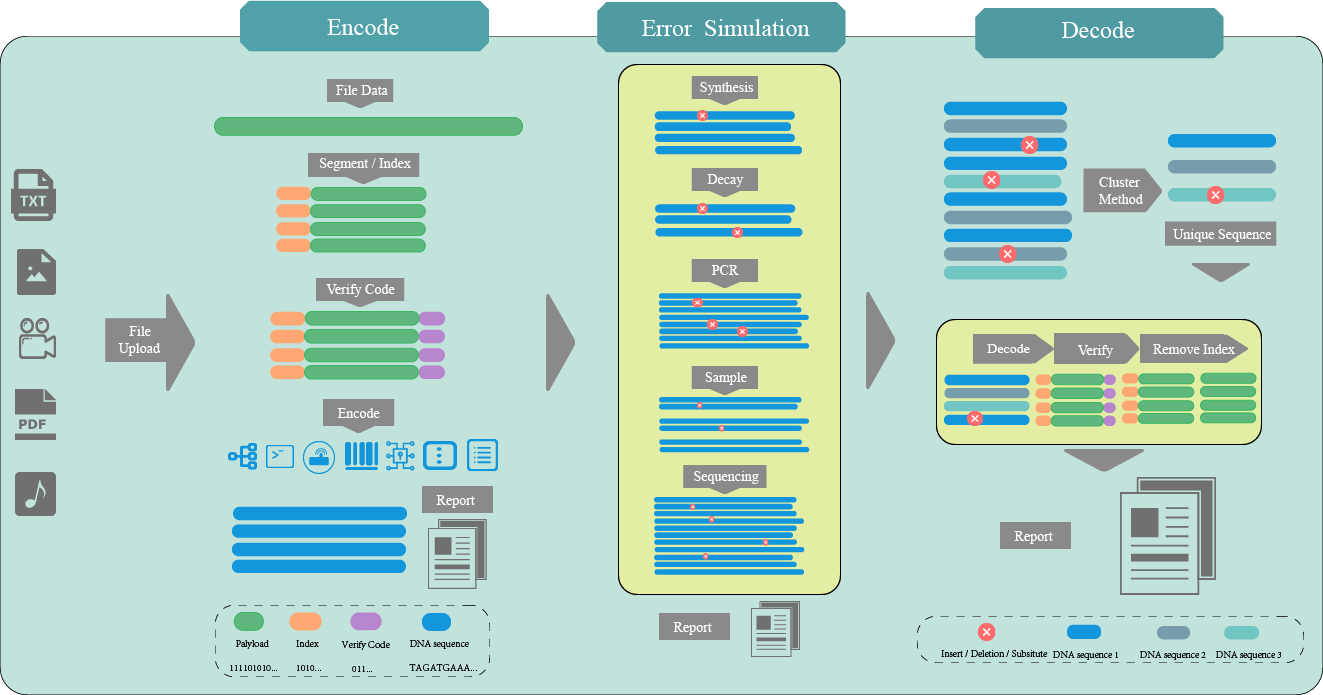 Encode
Error Simulation
Decode
TXT
PDF
File
Upload
File Data
Segment / Index
Verify Code
Encode
>_
Report
Palyload
Index
Verify Code
DNA sequence
111101010...
1010...
011...
TAGATGAAA...
Synthesis
Decay
PCR
Sample
Sequencing
Report
Cluster
Method
Unique Sequence
Decode
Verify
Remove Index
Report
Insert / Deletion / Subsitute
DNA sequence 1
DNA sequence 2
DNA sequence 3